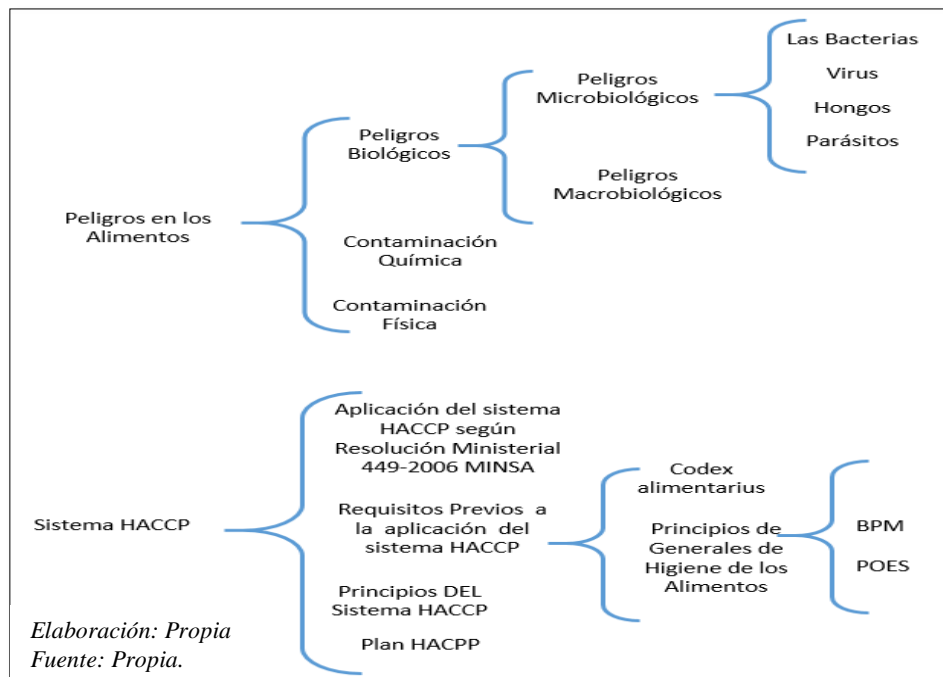 Las Bacterias
Virus
Hongos
Parásitos
Peligros
Microbiológicos
Peligros
Biológicos
Peligros
Macrobiológicos
Peligros en los
Alimentos
Contaminación
Química
Contaminación
Física
Aplicación del sistema
HACCP según
Resolución Ministerial
449-2006 MINSA
Codex
alimentarius
Sistema HACCP
Requisitos Previos a
la aplicación del
sistema HACCP
Principios de
Generales de
Higiene de los
Alimentos
BPM
POES
Principios DEL
Sistema HACCP
Plan HACPP
Elaboración: Propia
Fuente: Propia.